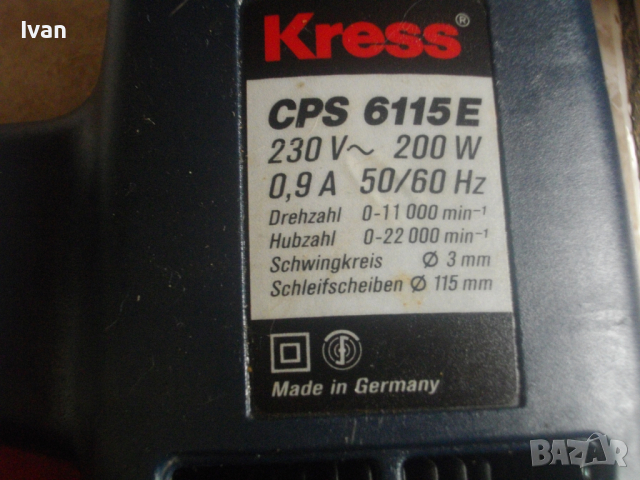 Ivan
Kress®
CPS 6115 E
230 V~ 200 W
0,9 A 50/60 Hz
Drehzahl 0-11 000 min-1
Hubzahl 0-22 000 min-1
Schwingkreis Ø 3 mm
Schleifscheiben Ø 115 mm
Made in Germany
BAZAR